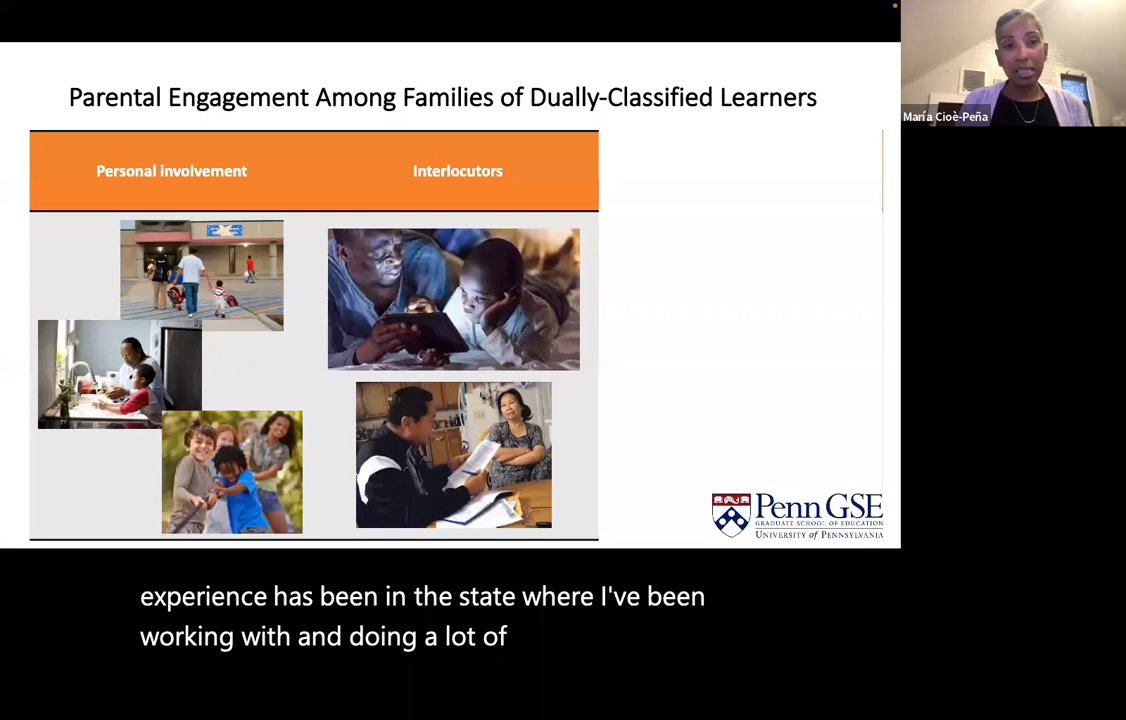 Parental Engagement Among Families of Dually-Classified Learners
Personal involvement
Interlocutors
María Cioè-Peña
Penn GSE
GRADUATE SCHOOL OF EDUCATION
UNIVERSITY of PENNSYLVANIA
experience has been in the state where I've been
working with and doing a lot of